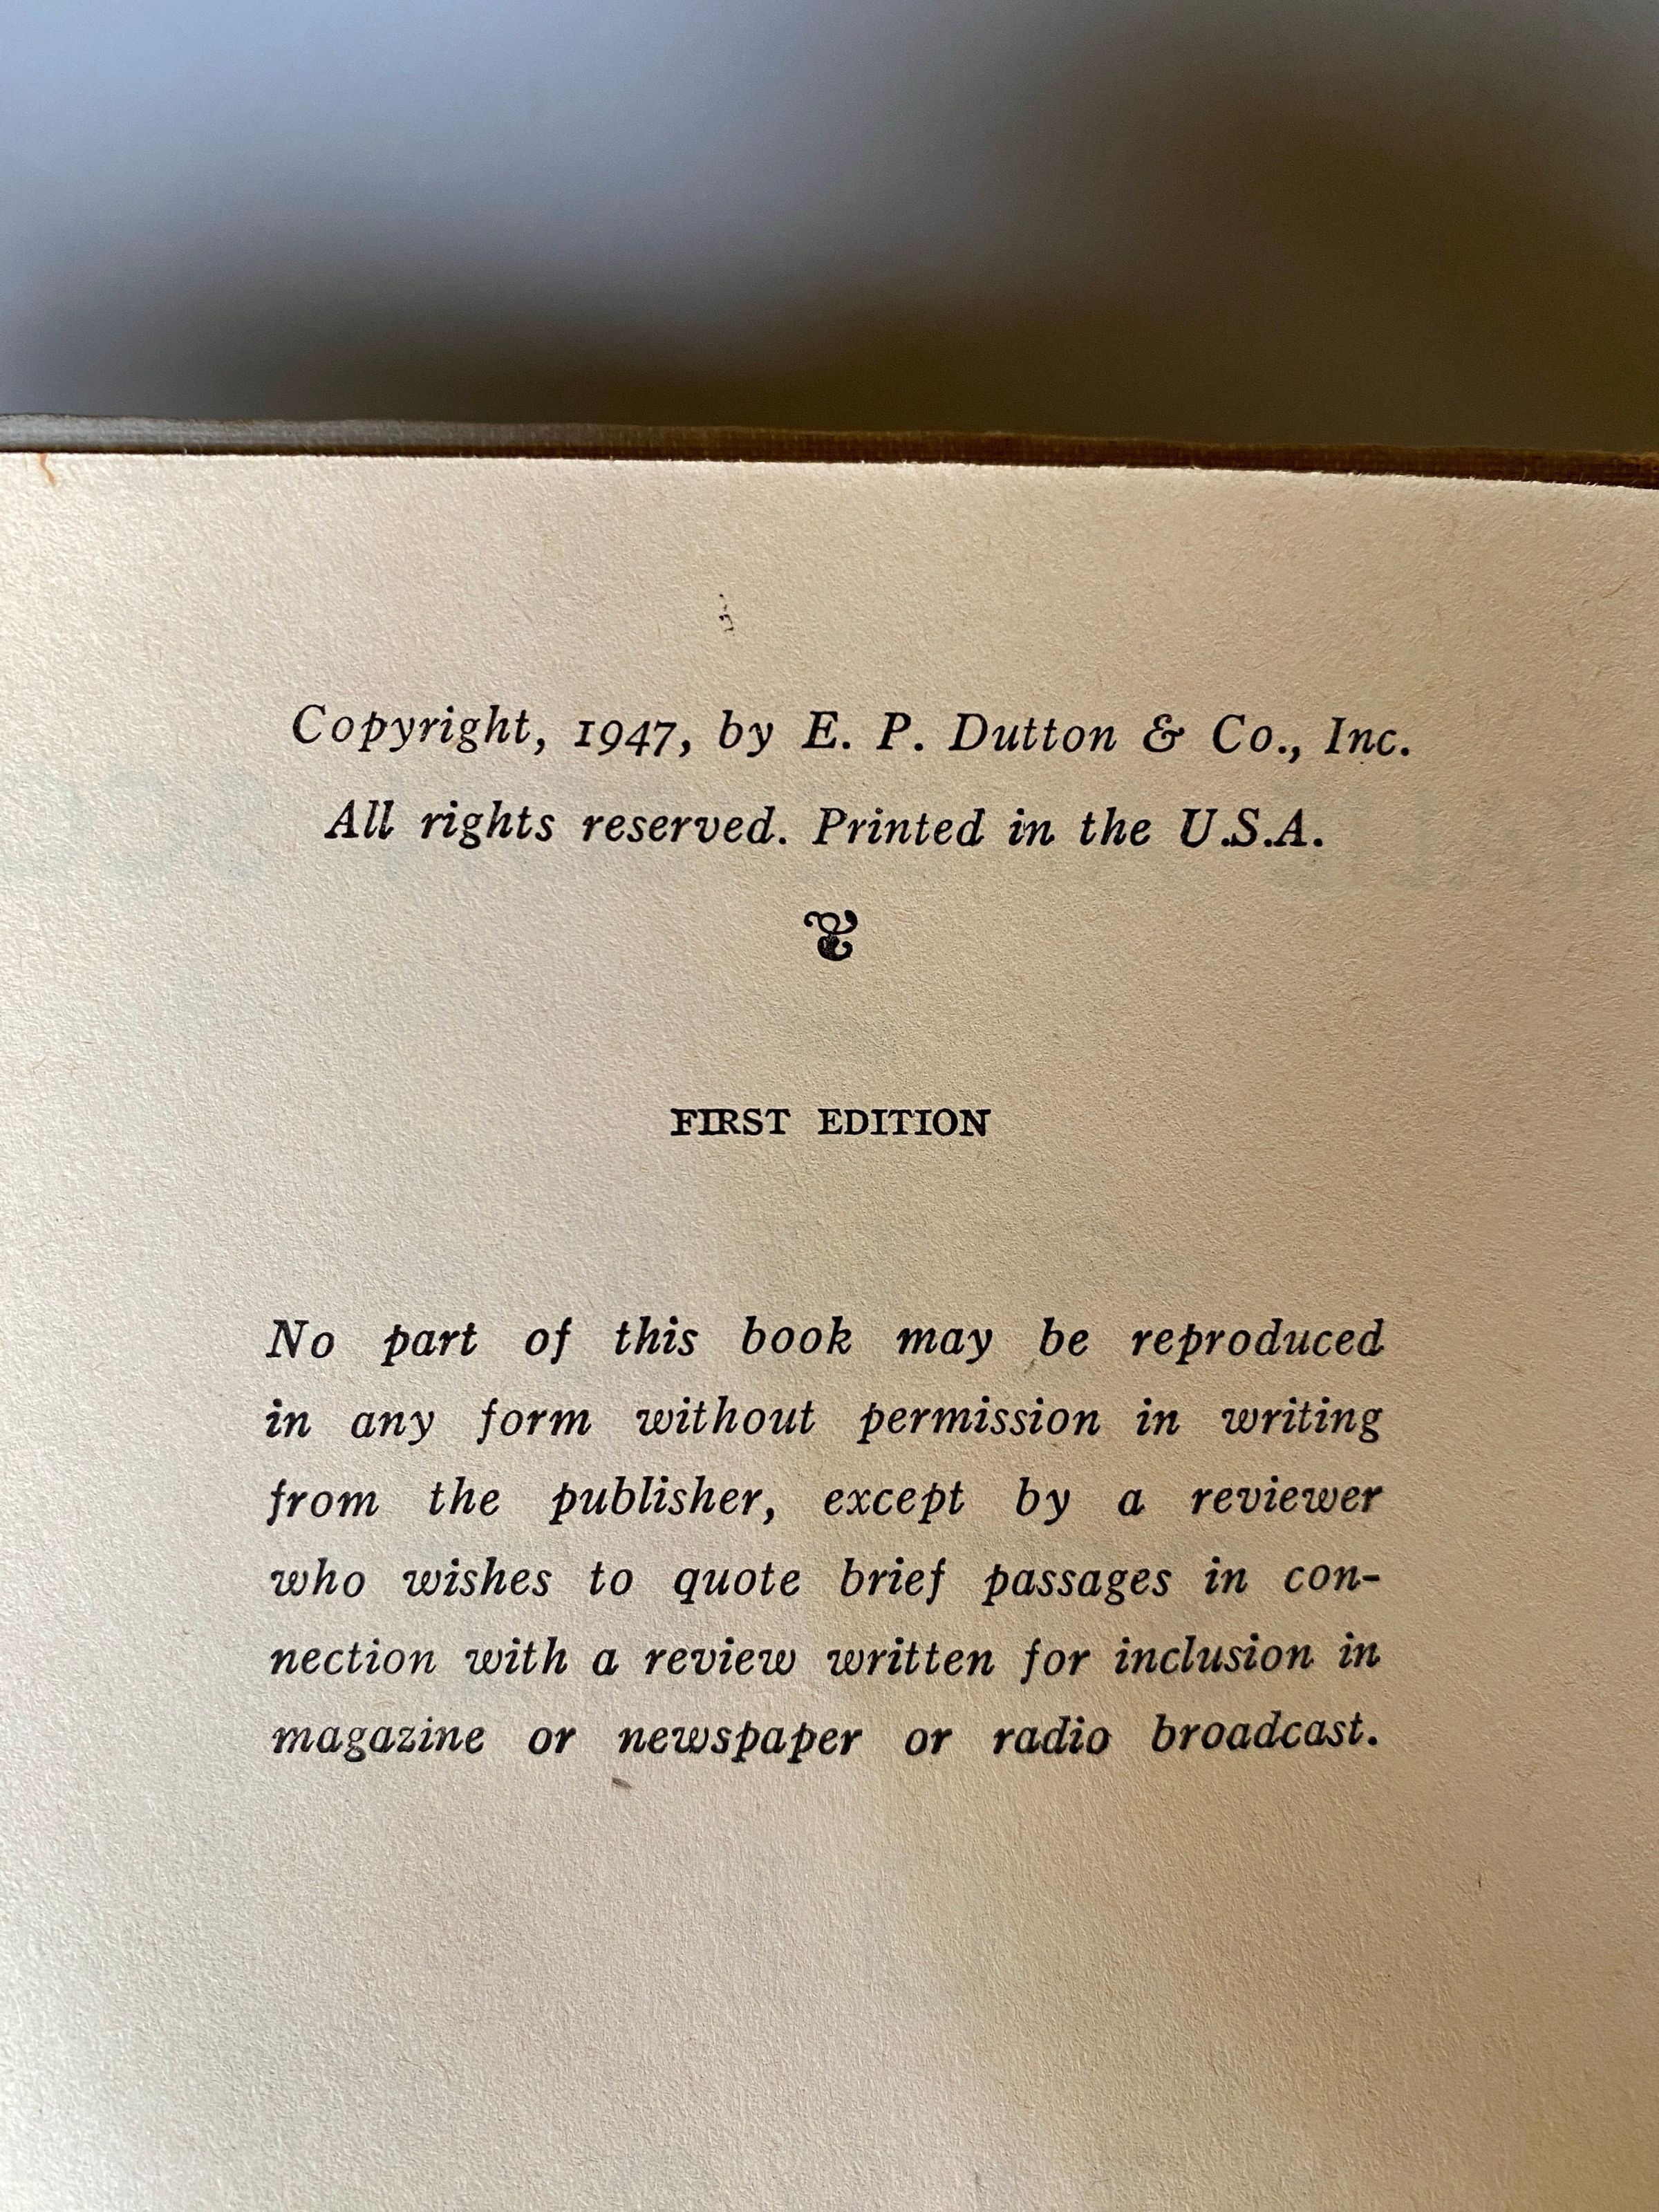 Copyright, 1947, by E. P. Dutton & Co., Inc.
All rights reserved. Printed in the U.S.A.
FIRST EDITION
No part of this book may be reproduced
in any form without permission in writing
from the publisher, except by a reviewer
who wishes to quote brief passages in con-
nection with a review written for inclusion in
magazine or newspaper or radio broadcast.